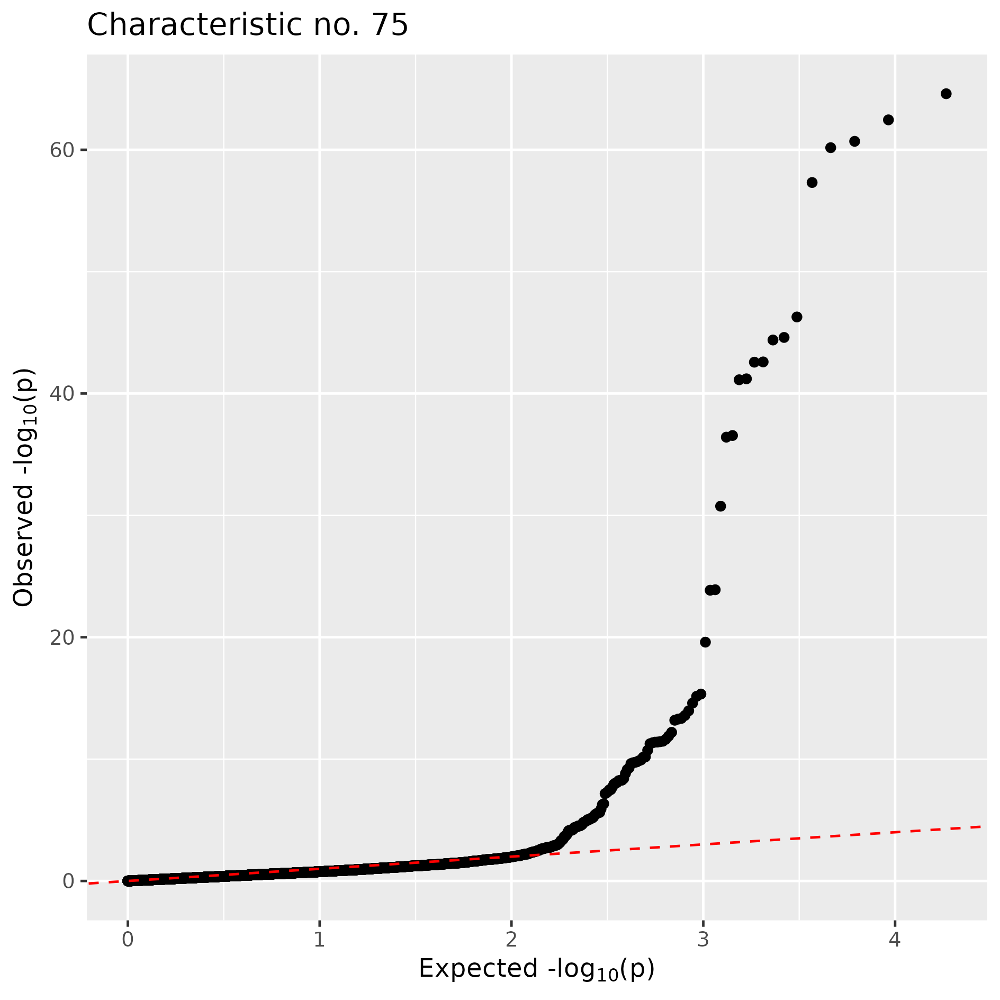 Characteristic no. 75
Observed -log₁₀(p)
60
40
20
0
0 1 2 3 4
Expected -log₁₀(p)